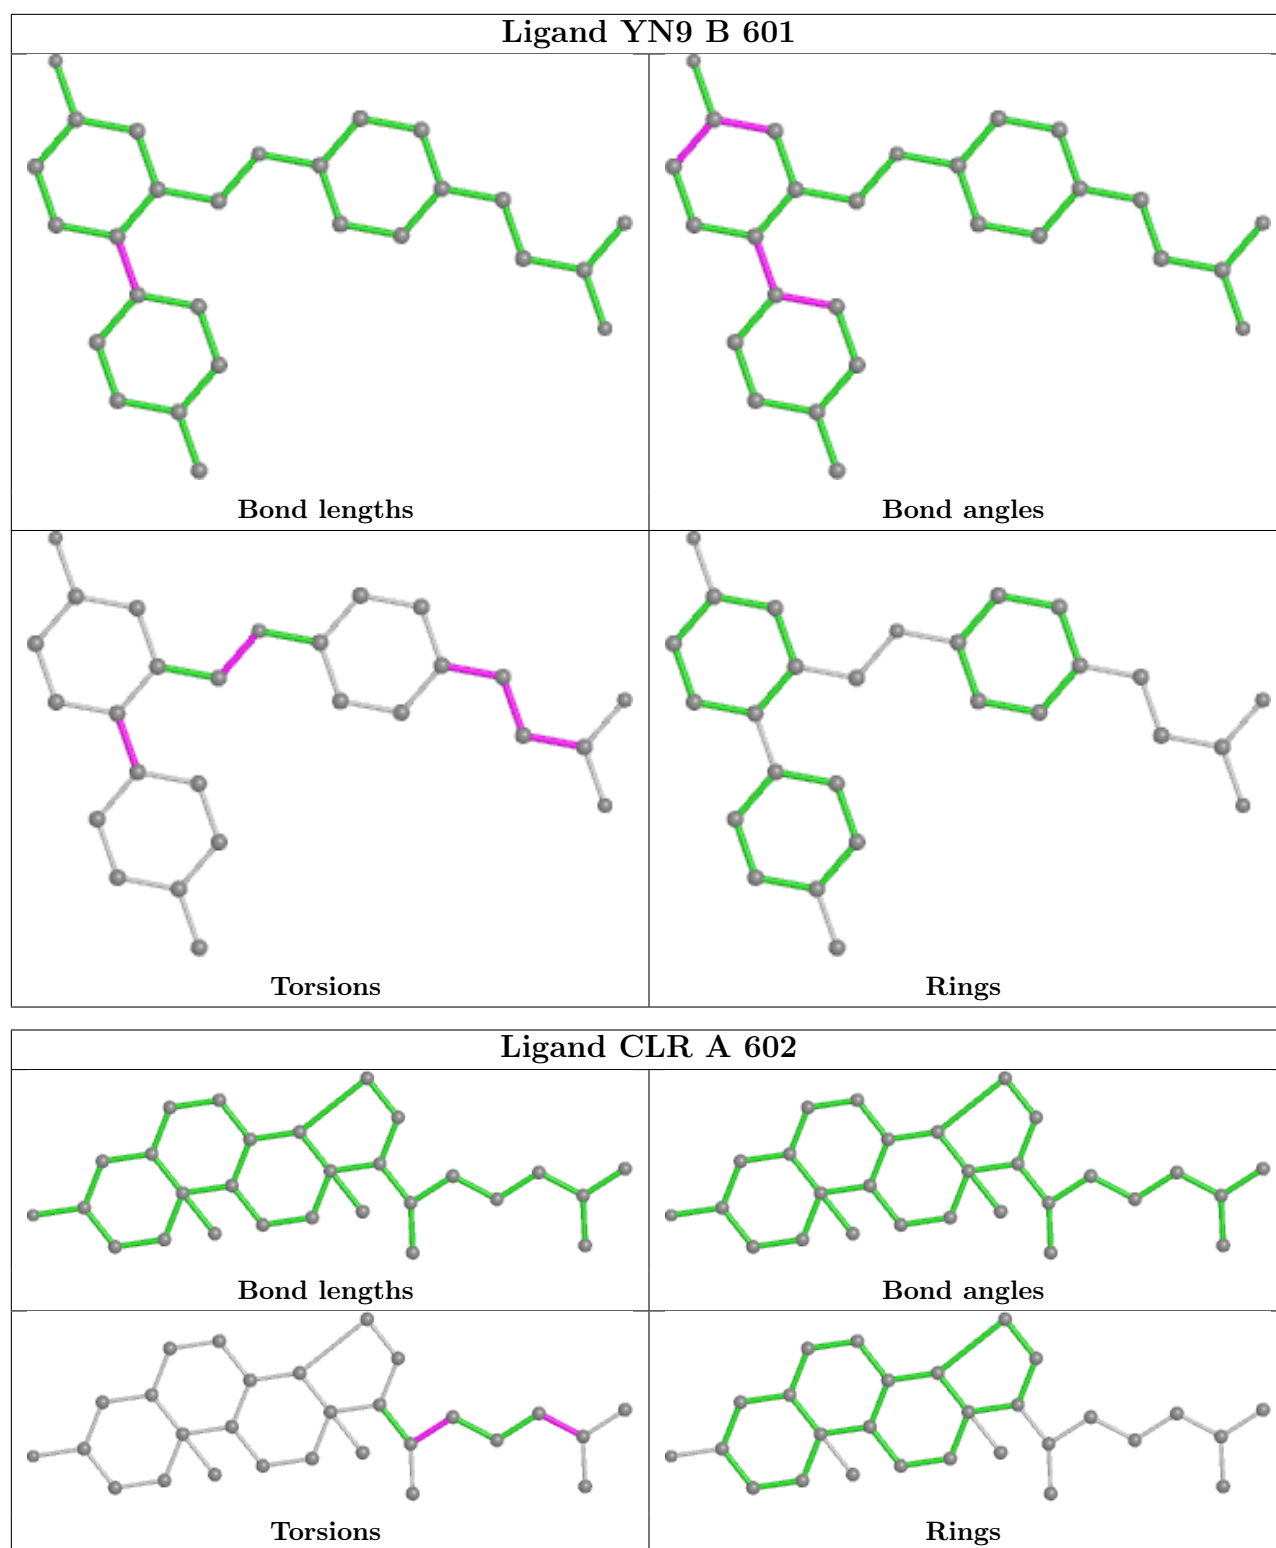 Ligand YN9 B 601
Bond lengths
Bond angles
Torsions
Rings
Ligand CLR A 602
Bond lengths
Bond angles
Torsions
Rings